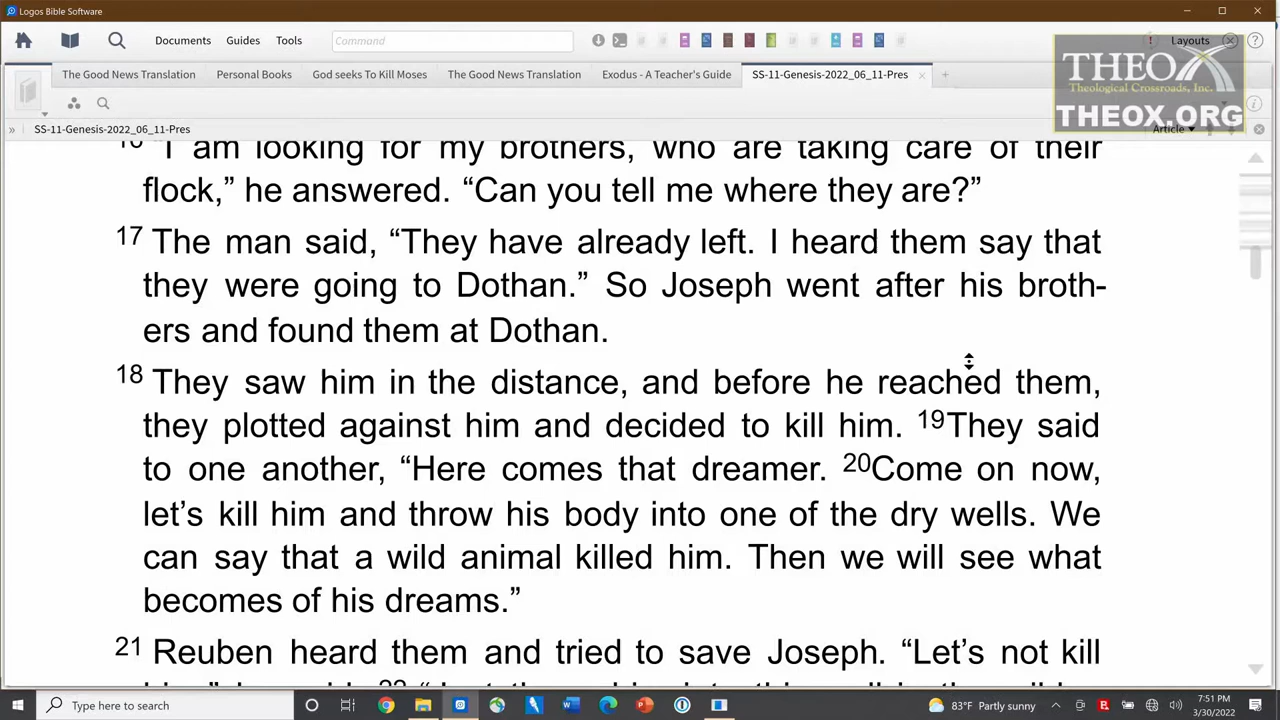 Logos Bible Software
Documents Guides Tools Command Layouts
The Good News Translation Personal Books God seeks To Kill Moses The Good News Translation Exodus - A Teacher's Guide SS-11-Genesis-2022_06_11-Pres
THEOX
Theological Crossroads, Inc.
THEOX.ORG
SS-11-Genesis-2022_06_11-Pres Article
16 “I am looking for my brothers, who are taking care of their
flock,” he answered. “Can you tell me where they are?”
17 The man said, “They have already left. I heard them say that
they were going to Dothan.” So Joseph went after his broth-
ers and found them at Dothan.
18 They saw him in the distance, and before he reached them,
they plotted against him and decided to kill him. 19They said
to one another, “Here comes that dreamer. 20Come on now,
let’s kill him and throw his body into one of the dry wells. We
can say that a wild animal killed him. Then we will see what
becomes of his dreams.”
21 Reuben heard them and tried to save Joseph. “Let’s not kill
Type here to search 83°F Partly sunny 7:51 PM
3/30/2022